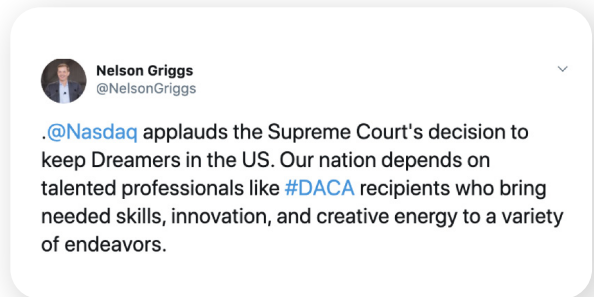 Nelson Griggs
@NelsonGriggs
.@Nasdaq applauds the Supreme Court's decision to
keep Dreamers in the US. Our nation depends on
talented professionals like #DACA recipients who bring
needed skills, innovation, and creative energy to a variety
of endeavors.